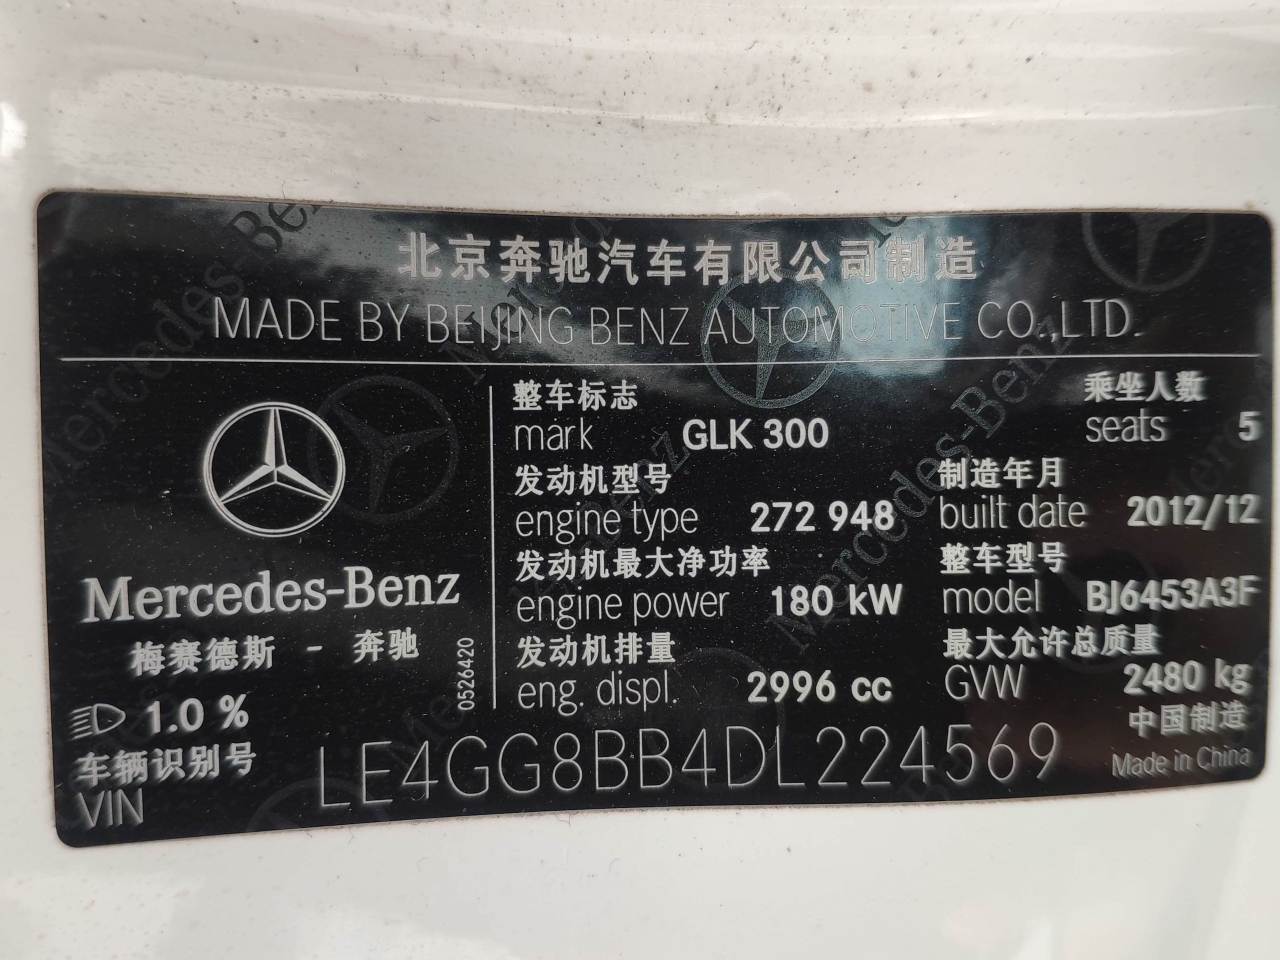 北京奔驰汽车有限公司制造
MADE BY BEIJING BENZ AUTOMOTIVE CO.,LTD.
Mercedes-Benz
梅赛德斯 - 奔驰
1.0 %
0526420
整车标志
mark GLK 300
乘坐人数
seats 5
发动机型号
engine type 272 948
制造年月
built date 2012/12
发动机最大净功率
engine power 180 kW
整车型号
model BJ6453A3F
发动机排量
eng. displ. 2996 cc
最大允许总质量
GVW 2480 kg
中国制造
Made in China
车辆识别号
VIN LE4GG8BB4DL224569